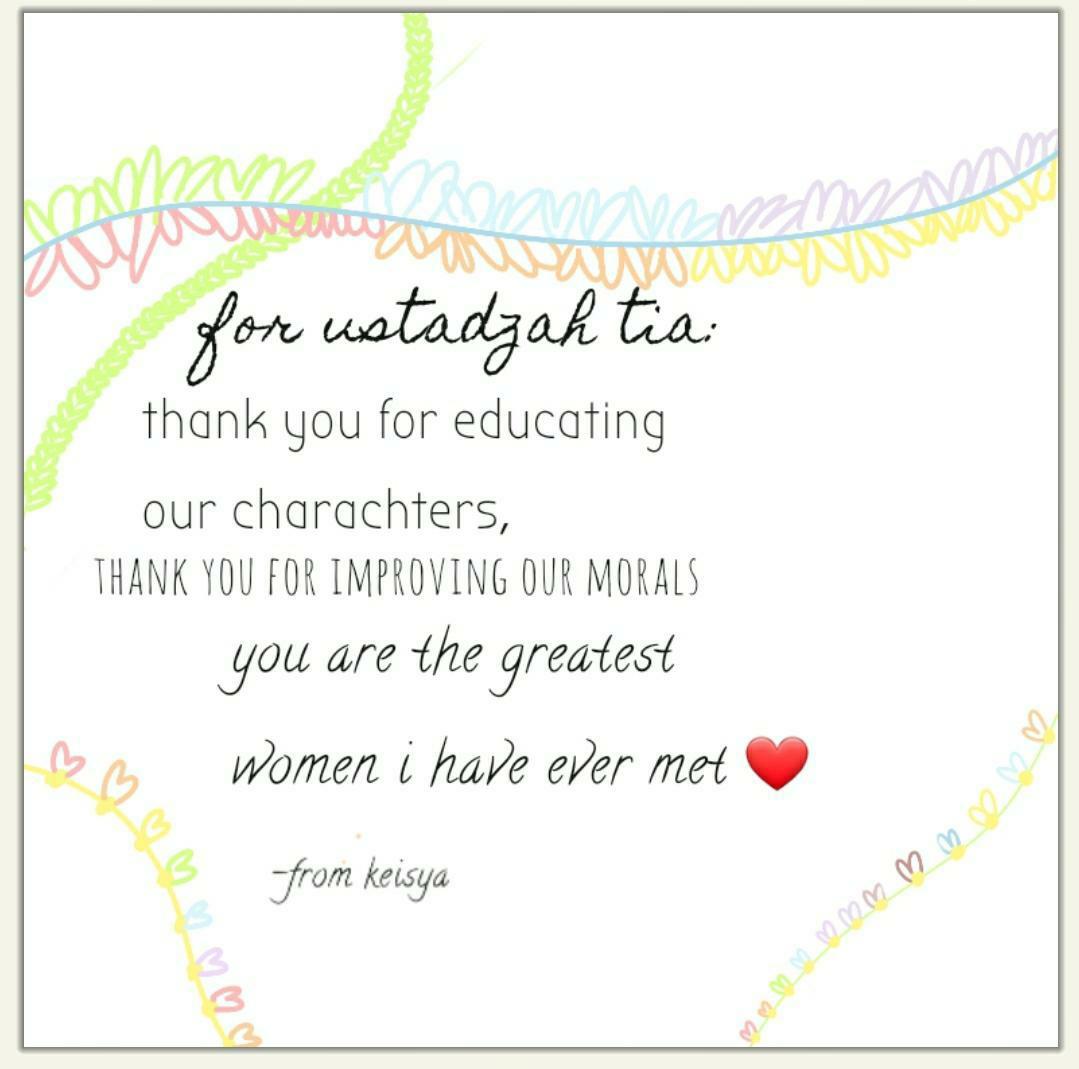 for ustadzah tia:
thank you for educating
our charachters,
THANK YOU FOR IMPROVING OUR MORALS
you are the greatest
women i have ever met ❤️
-from keisya